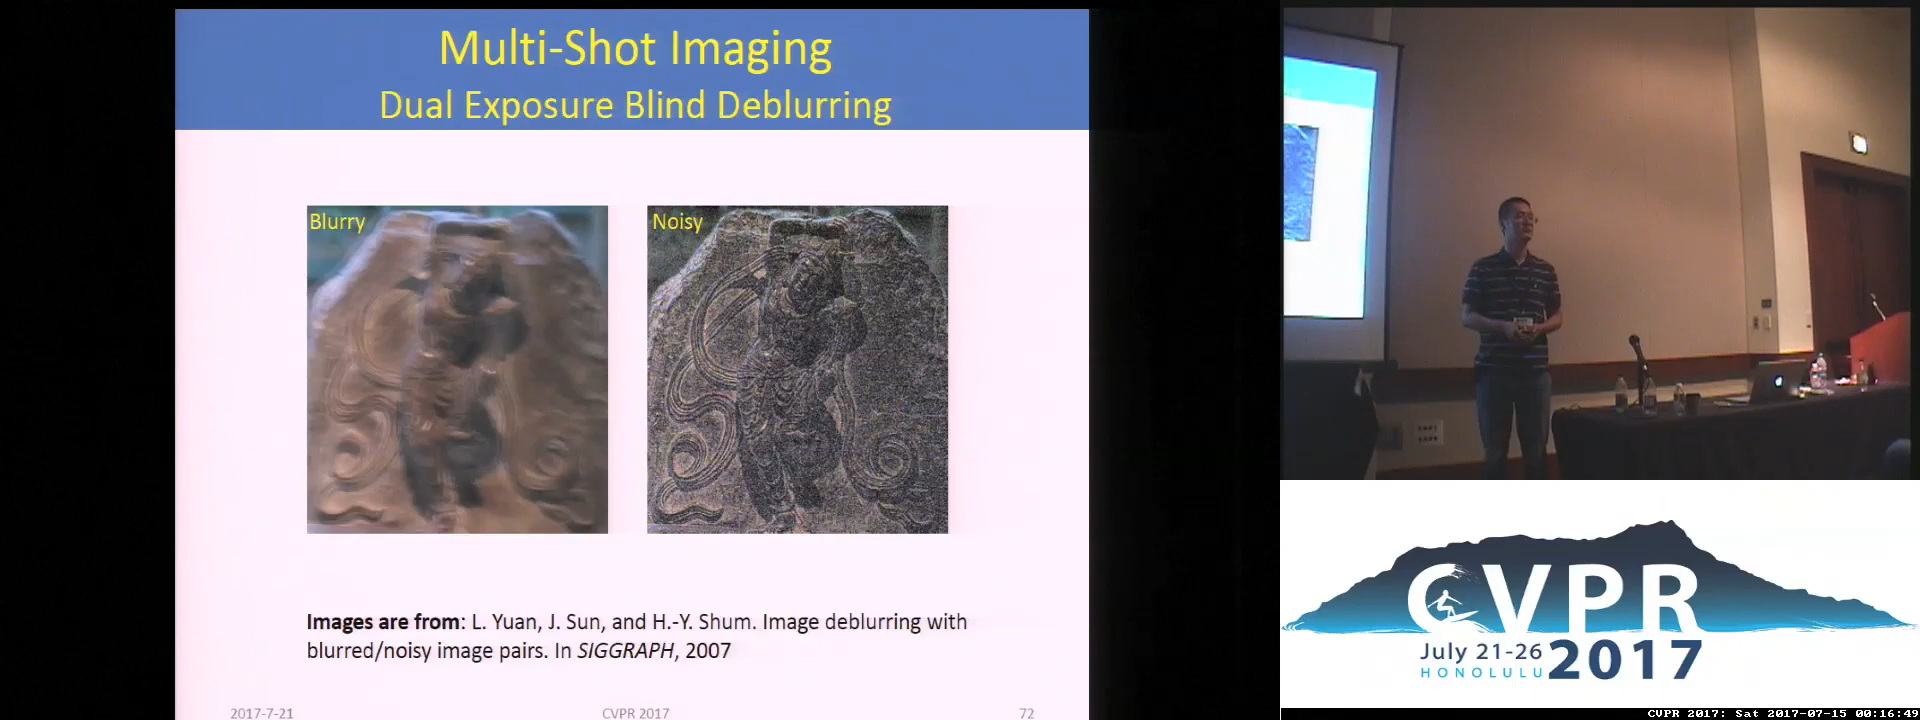 Multi-Shot Imaging
Dual Exposure Blind Deblurring
Blurry
Noisy
Images are from: L. Yuan, J. Sun, and H.-Y. Shum. Image deblurring with
blurred/noisy image pairs. In SIGGRAPH, 2007
2017-7-21
CVPR 2017
72
CVPR
July 21-26
HONOLULU
2017
CVPR 2017: Sat 2017-07-15 00:16:49